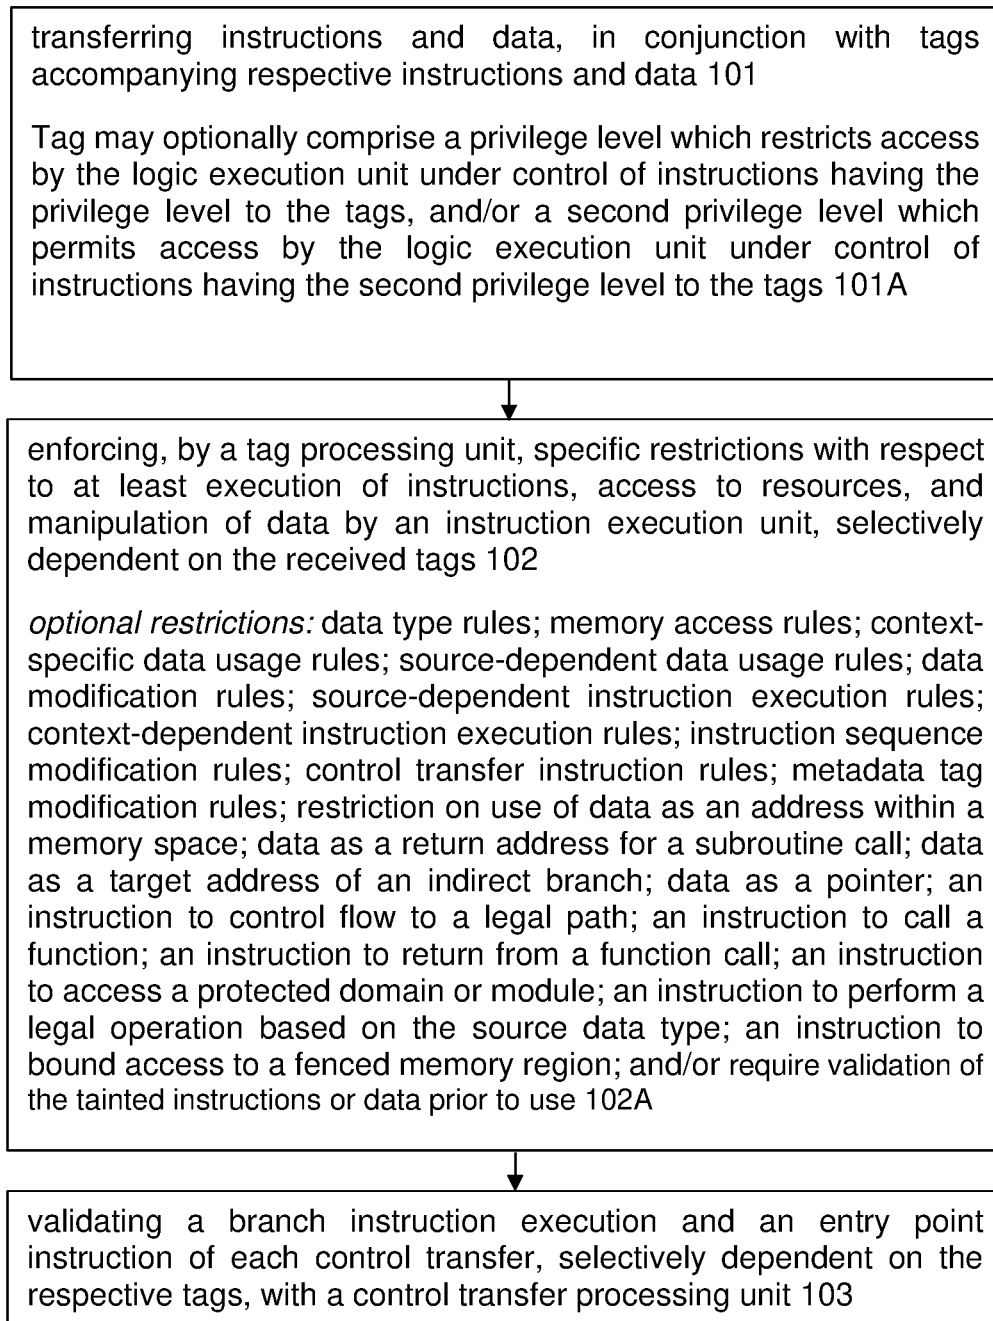 transferring instructions and data, in conjunction with tags
accompanying respective instructions and data 101
Tag may optionally comprise a privilege level which restricts access
by the logic execution unit under control of instructions having the
privilege level to the tags, and/or a second privilege level which
permits access by the logic execution unit under control of
instructions having the second privilege level to the tags 101A
enforcing, by a tag processing unit, specific restrictions with respect
to at least execution of instructions, access to resources, and
manipulation of data by an instruction execution unit, selectively
dependent on the received tags 102
optional restrictions: data type rules; memory access rules; context-
specific data usage rules; source-dependent data usage rules; data
modification rules; source-dependent instruction execution rules;
context-dependent instruction execution rules; instruction sequence
modification rules; control transfer instruction rules; metadata tag
modification rules; restriction on use of data as an address within a
memory space; data as a return address for a subroutine call; data
as a target address of an indirect branch; data as a pointer; an
instruction to control flow to a legal path; an instruction to call a
function; an instruction to return from a function call; an instruction
to access a protected domain or module; an instruction to perform a
legal operation based on the source data type; an instruction to
bound access to a fenced memory region; and/or require validation of
the tainted instructions or data prior to use 102A
validating a branch instruction execution and an entry point
instruction of each control transfer, selectively dependent on the
respective tags, with a control transfer processing unit 103